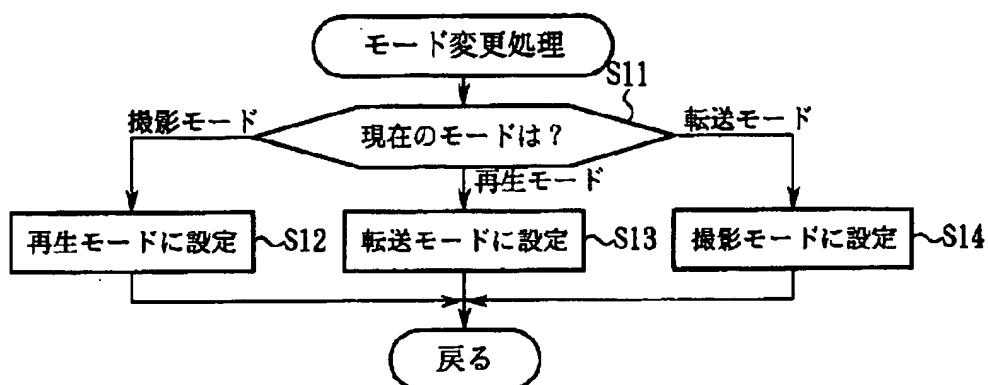 モード変更処理
S11
撮影モード
現在のモードは？
転送モード
再生モード
再生モードに設定
S12
転送モードに設定
S13
撮影モードに設定
S14
戻る